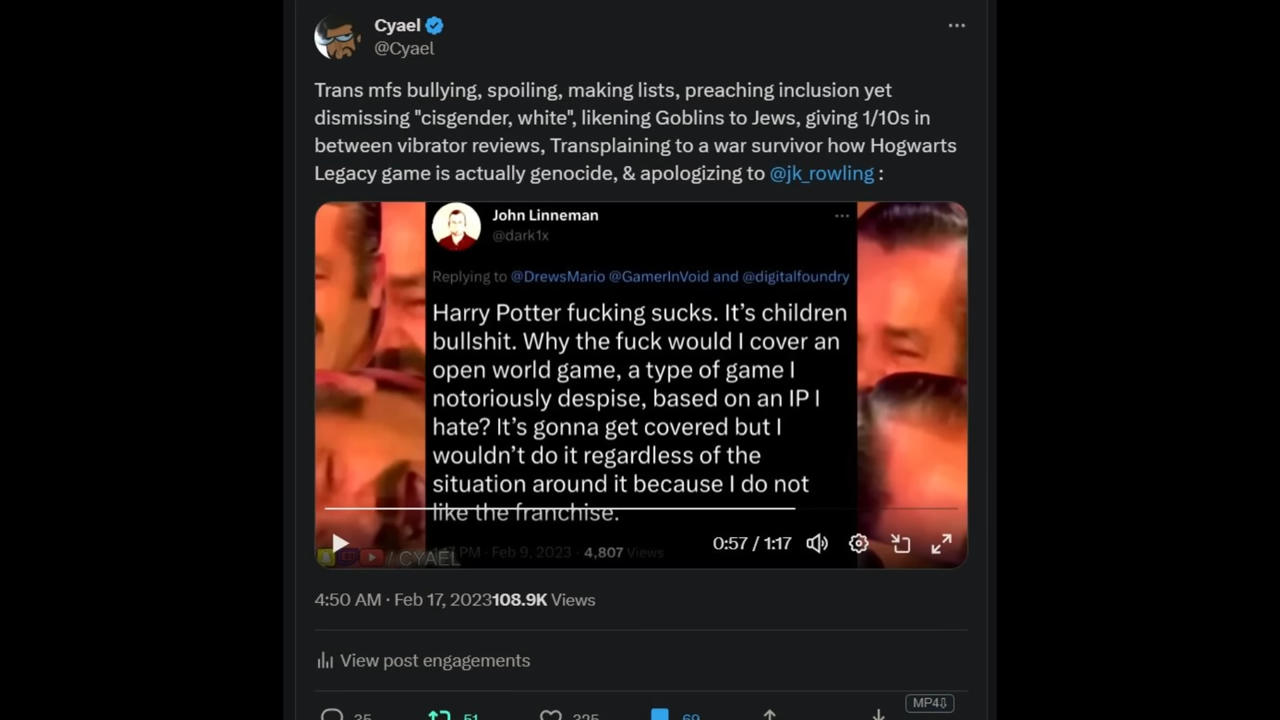 Cyael
@Cyael
Trans mfs bullying, spoiling, making lists, preaching inclusion yet
dismissing "cisgender, white", likening Goblins to Jews, giving 1/10s in
between vibrator reviews, Transplaining to a war survivor how Hogwarts
Legacy game is actually genocide, & apologizing to @jk_rowling :
John Linneman
@dark1x
Replying to @DrewsMario @GamerInVoid and @digitalfoundry
Harry Potter fucking sucks. It's children
bullshit. Why the fuck would I cover an
open world game, a type of game I
notoriously despise, based on an IP I
hate? It's gonna get covered but I
wouldn't do it regardless of the
situation around it because I do not
like the franchise.
PM · Feb 9, 2023 · 4,807 Views
0:57 / 1:17
/ CYAEL
4:50 AM · Feb 17, 2023108.9K Views
View post engagements
MP4⇩
35 51 325 69